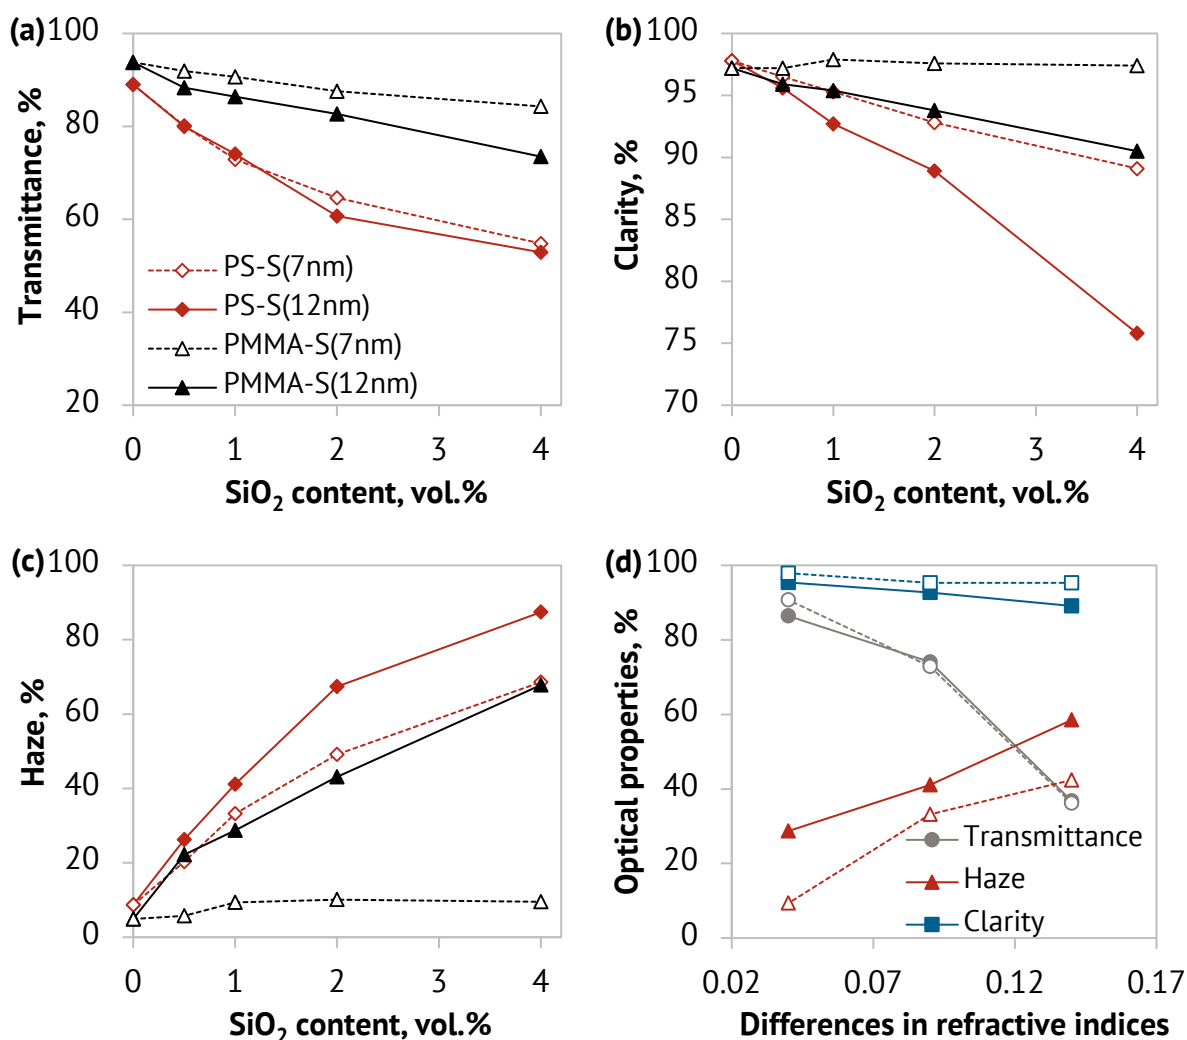 (a)
100
80
60
40
20
Transmittance, %
PS-S(7nm)
PS-S(12nm)
PMMA-S(7nm)
PMMA-S(12nm)
0 1 2 3 4
SiO₂ content, vol.%
(b)
100
95
90
85
80
75
70
Clarity, %
0 1 2 3 4
SiO₂ content, vol.%
(c)
100
80
60
40
20
0
Haze, %
0 1 2 3 4
SiO₂ content, vol.%
(d)
100
80
60
40
20
0
Optical properties, %
Transmittance
Haze
Clarity
0.02 0.07 0.12 0.17
Differences in refractive indices